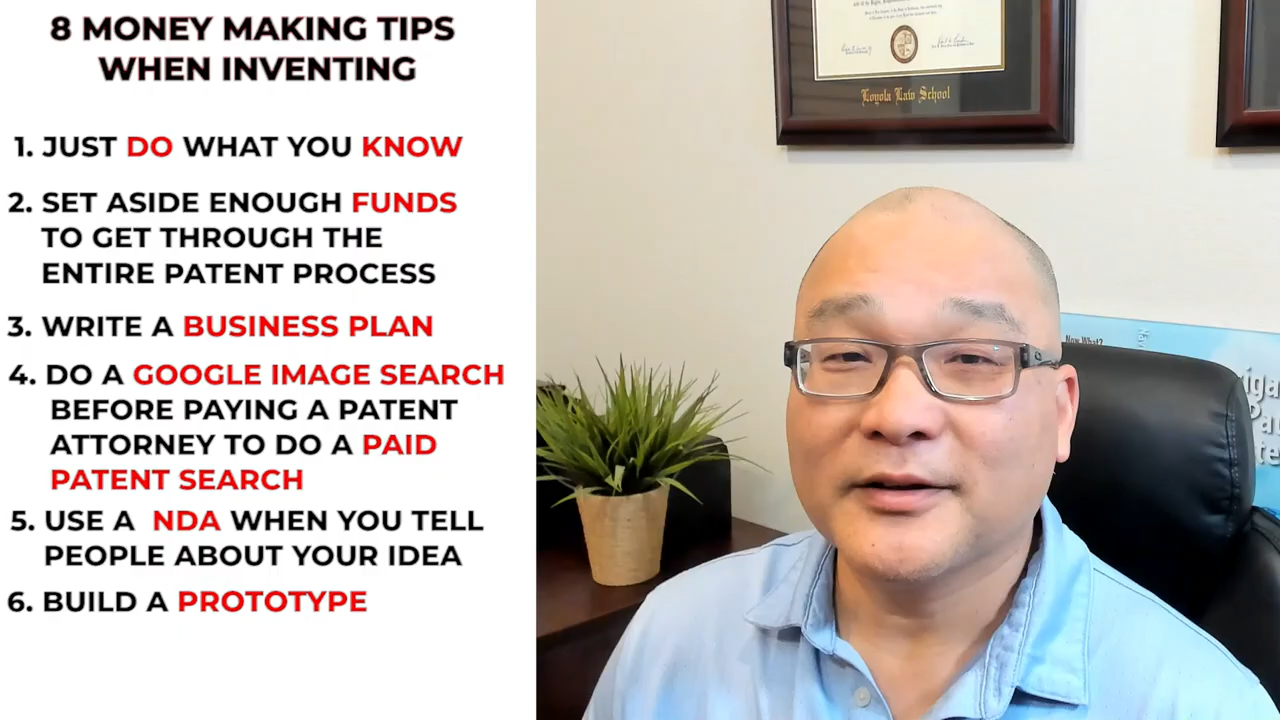 8 MONEY MAKING TIPS
WHEN INVENTING
1. JUST DO WHAT YOU KNOW
2. SET ASIDE ENOUGH FUNDS
TO GET THROUGH THE
ENTIRE PATENT PROCESS
3. WRITE A BUSINESS PLAN
4. DO A GOOGLE IMAGE SEARCH
BEFORE PAYING A PATENT
ATTORNEY TO DO A PAID
PATENT SEARCH
5. USE A NDA WHEN YOU TELL
PEOPLE ABOUT YOUR IDEA
6. BUILD A PROTOTYPE
Loyola Law School
Now What?